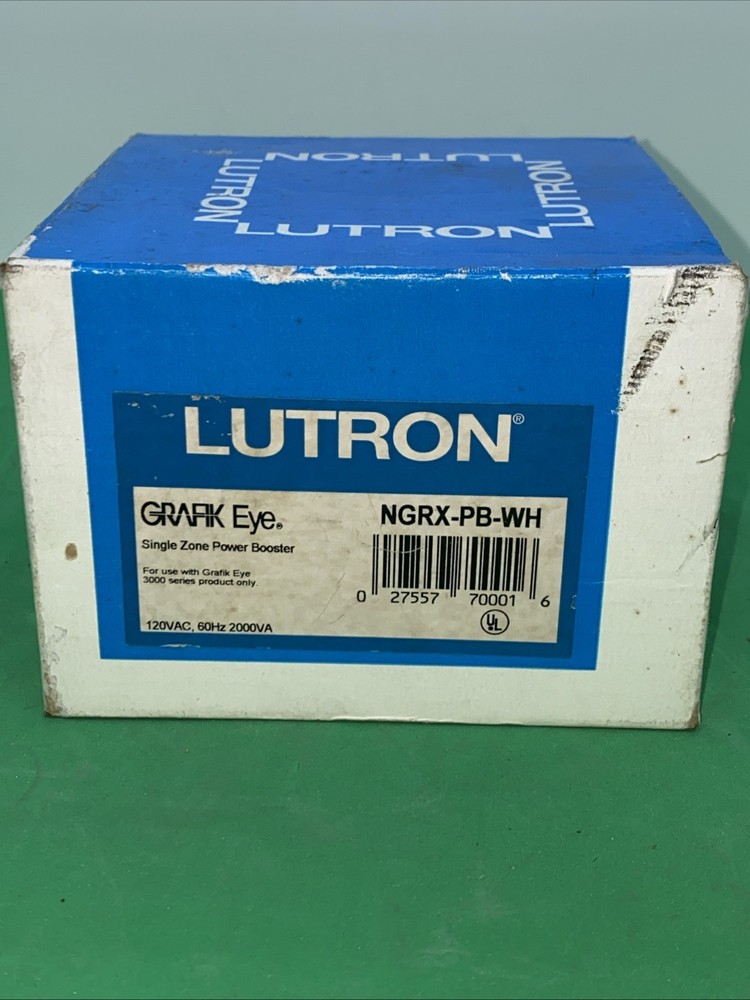 LUTRON
LUTRON
LUTRON
LUTRON
LUTRON®
GRAFIK Eye®
NGRX-PB-WH
Single Zone Power Booster
For use with Grafik Eye
3000 series product only.
0 27557 70001 6
120VAC, 60Hz 2000VA
UL